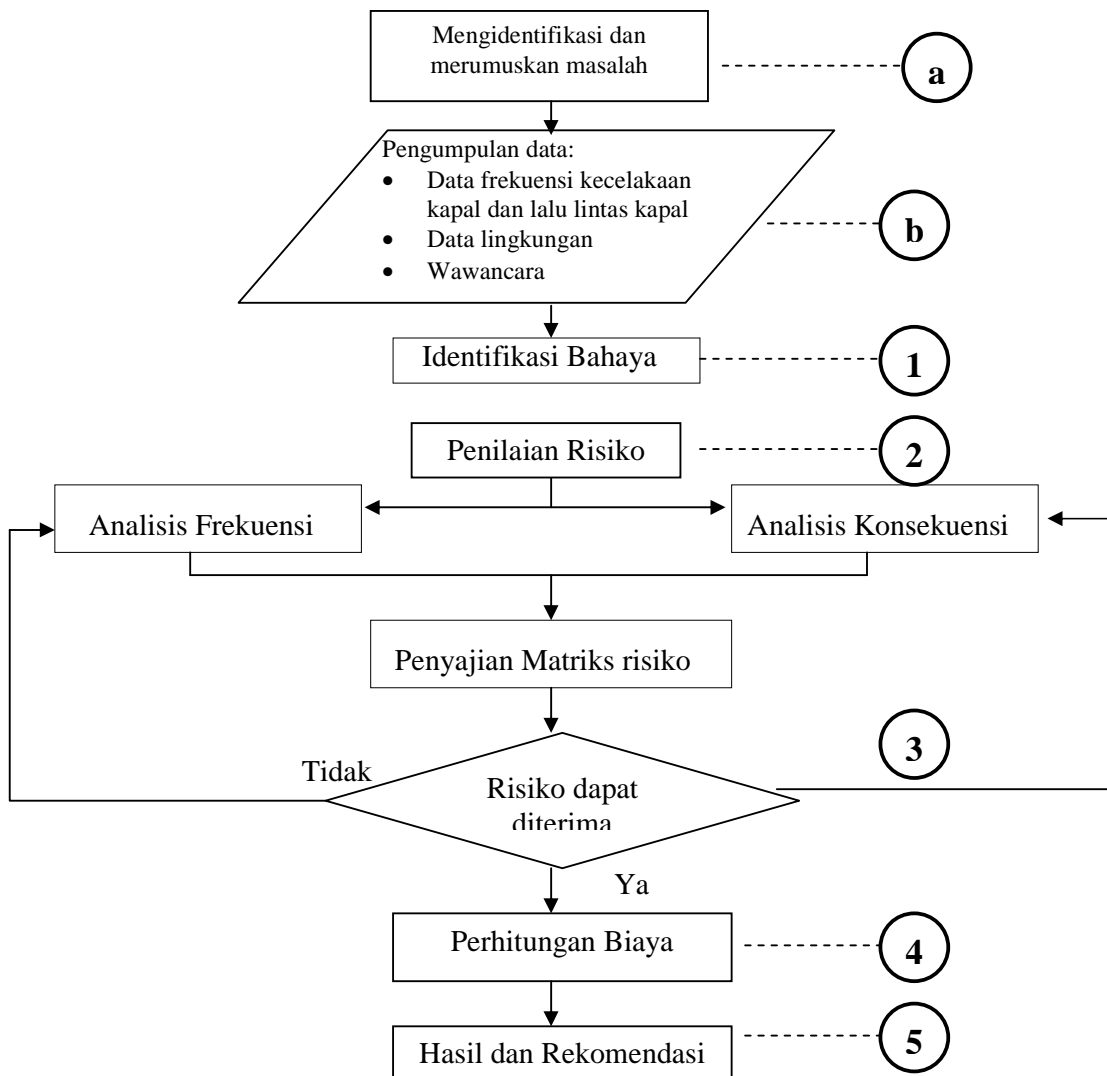 Mengidentifikasi dan
merumuskan masalah
a
Pengumpulan data:
• Data frekuensi kecelakaan
kapal dan lalu lintas kapal
• Data lingkungan
• Wawancara
b
Identifikasi Bahaya
1
Penilaian Risiko
2
Analisis Frekuensi
Analisis Konsekuensi
Penyajian Matriks risiko
3
Tidak
Risiko dapat
diterima
Ya
Perhitungan Biaya
4
Hasil dan Rekomendasi
5